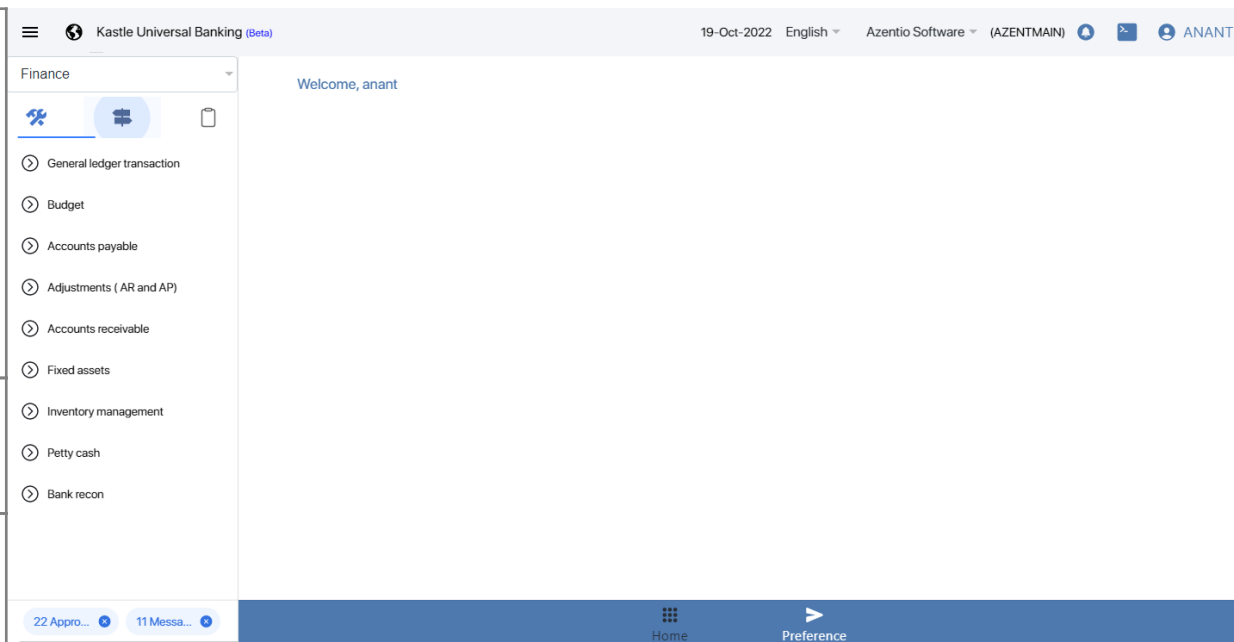 Kastle Universal Banking (Beta)
19-Oct-2022 English Azentio Software (AZENTMAIN) ANANT
Finance
Welcome, anant
General ledger transaction
Budget
Accounts payable
Adjustments ( AR and AP)
Accounts receivable
Fixed assets
Inventory management
Petty cash
Bank recon
22 Appro... 11 Messa...
Home Preference